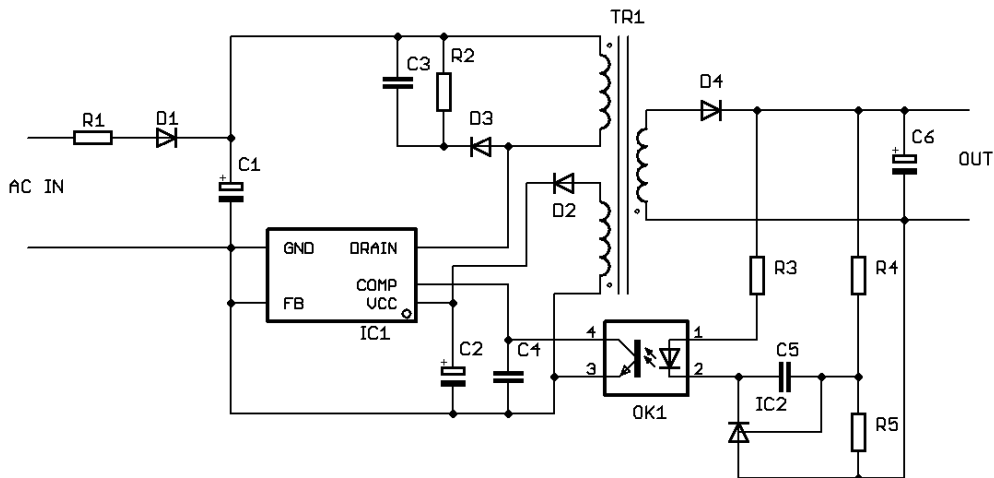 TR1
C3
R2
D4
R1
D1
D3
C6
C1
OUT
AC IN
D2
GND
DRAIN
COMP
R3
R4
FB
VCC
IC1
4
1
C2
C4
C5
3
2
IC2
OK1
R5
+
+
+